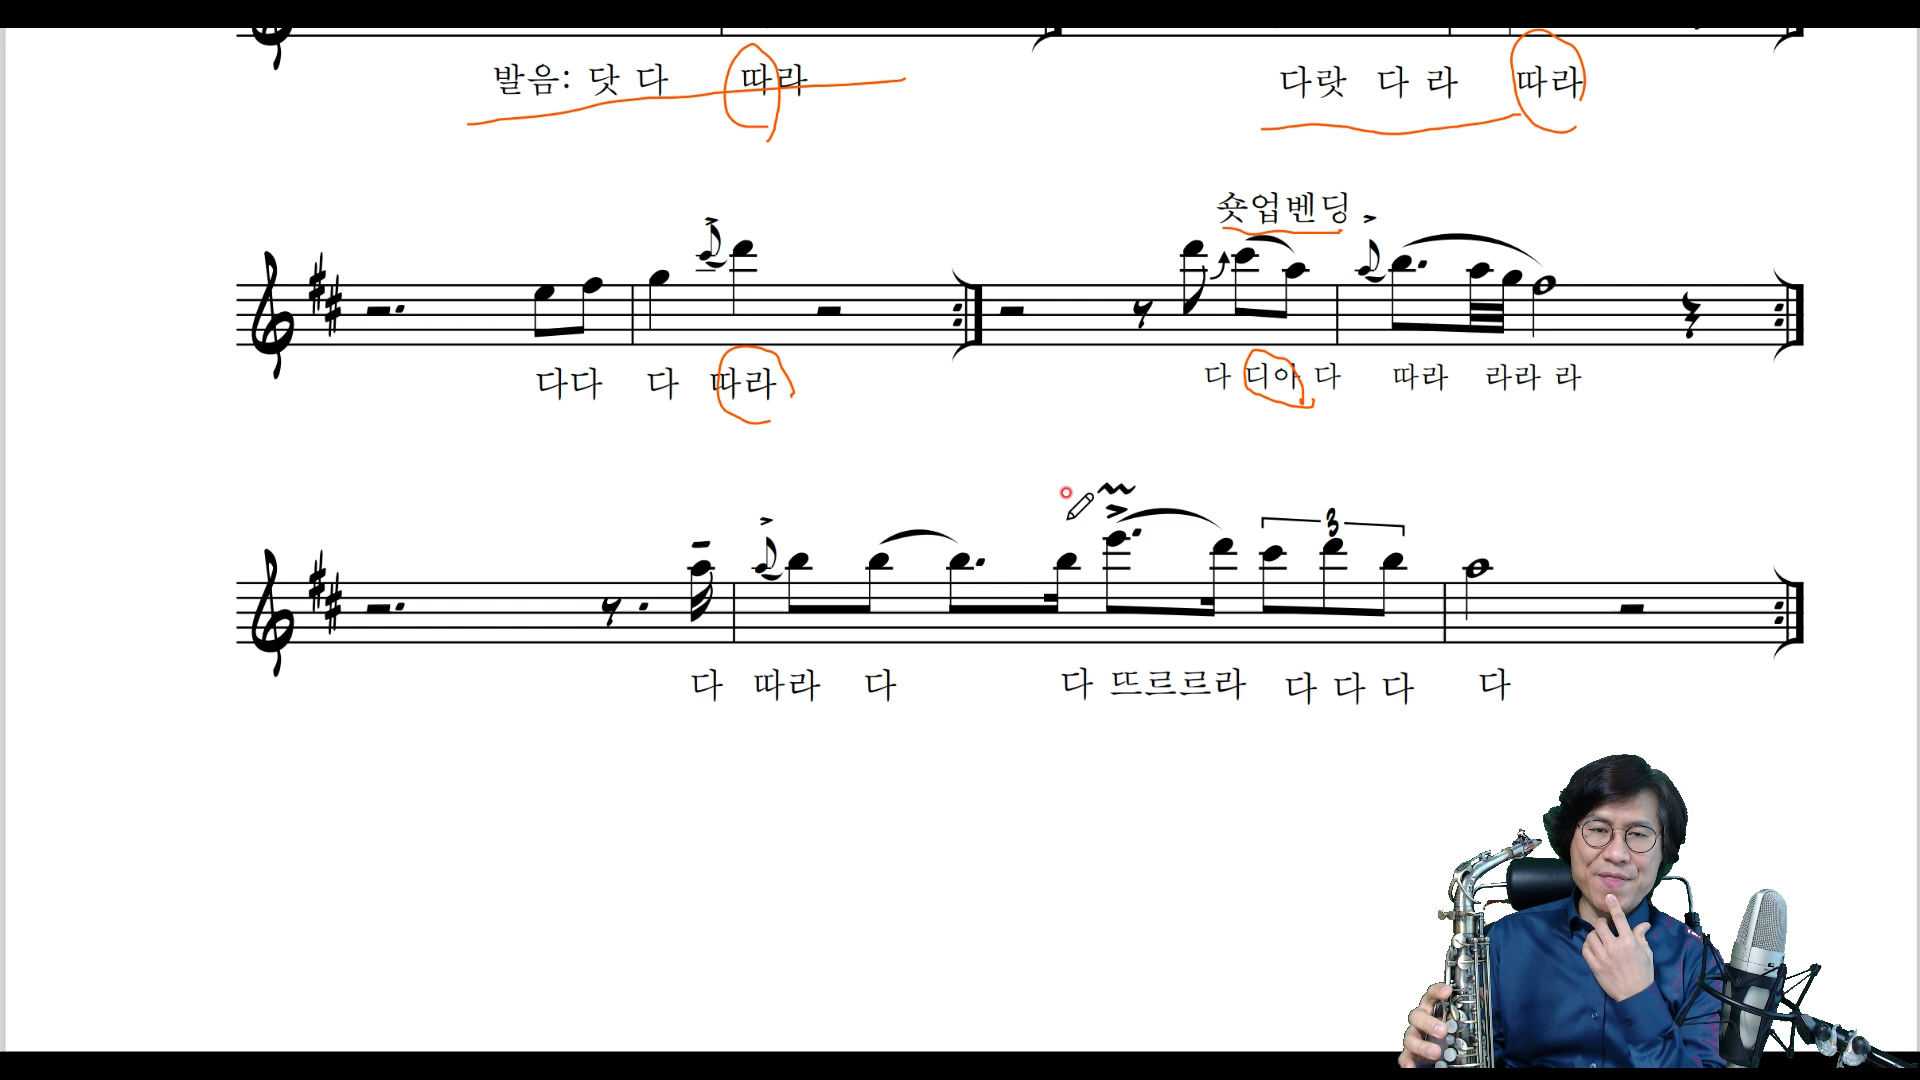 발음: 닷 다 따라 다랏 다 라 따라
숏업벤딩
다다 다 따라 다 디아 다 따라 라라 라
3
다 따라 다 다 뜨르르라 다 다 다 다